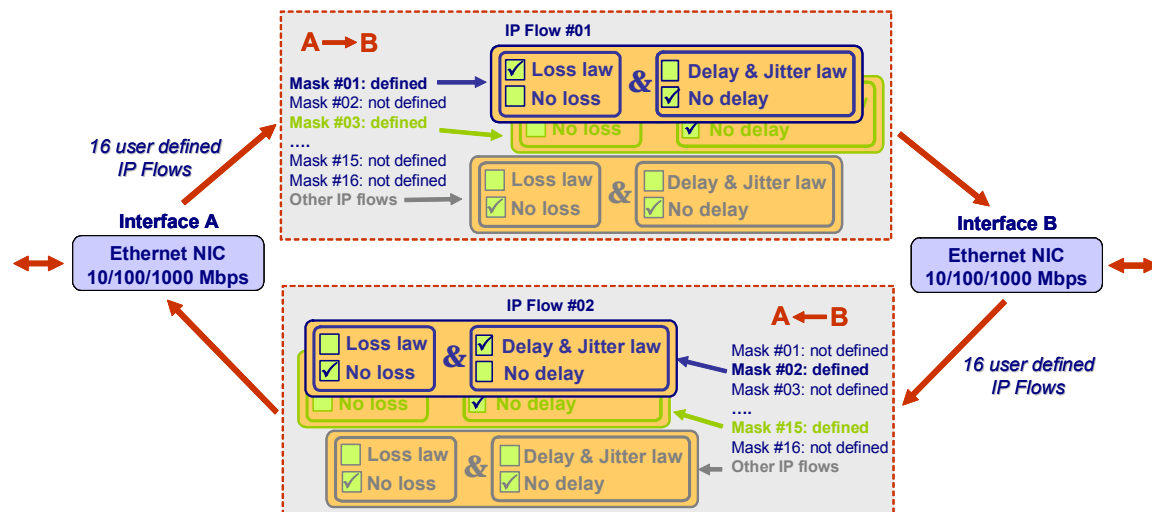 IP Flow #01
A B
Mask #01: defined
Mask #02: not defined
Mask #03: defined
....
Mask #15: not defined
Mask #16: not defined
Other IP flows
Loss law
No loss
&
Delay & Jitter law
No delay
No loss
No delay
Loss law
No loss
&
Delay & Jitter law
No delay
16 user defined
IP Flows
Interface A
Ethernet NIC
10/100/1000 Mbps
Interface B
Ethernet NIC
10/100/1000 Mbps
IP Flow #02
A B
Loss law
No loss
&
Delay & Jitter law
No delay
No loss
No delay
Loss law
No loss
&
Delay & Jitter law
No delay
Mask #01: not defined
Mask #02: defined
Mask #03: not defined
....
Mask #15: defined
Mask #16: not defined
Other IP flows
16 user defined
IP Flows